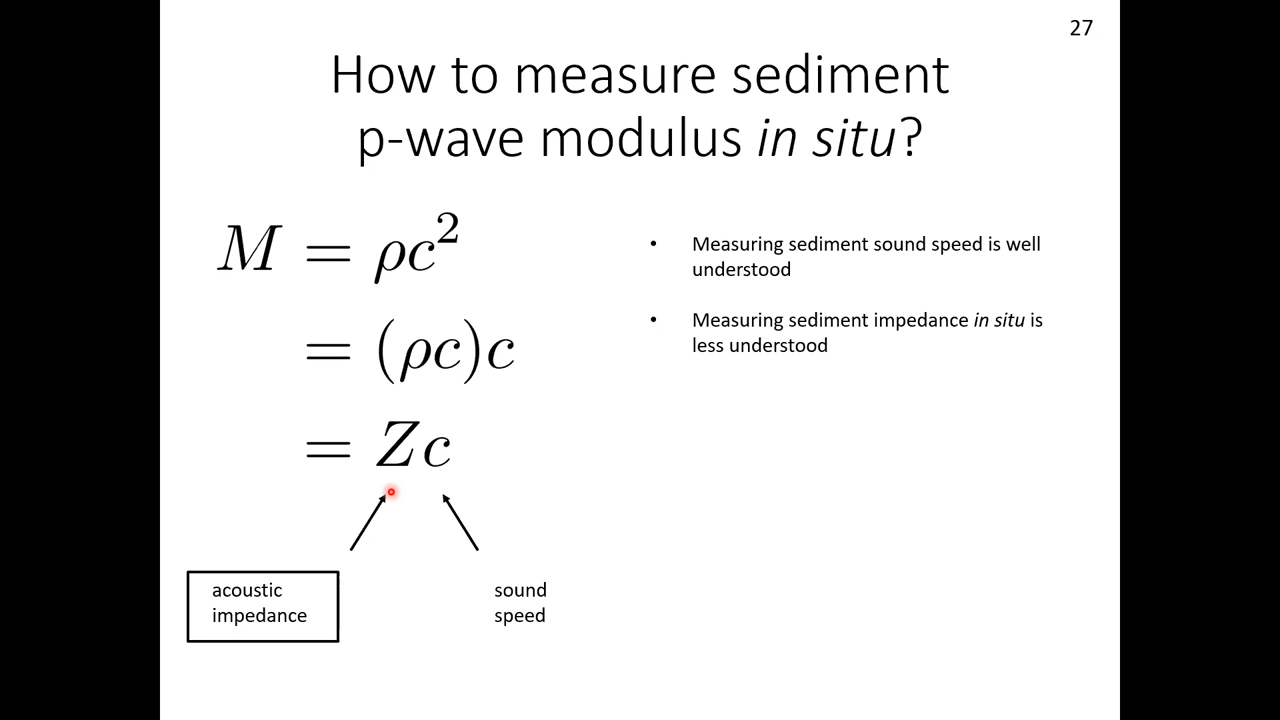 27
How to measure sediment
p-wave modulus in situ?
M = ρc²
= (ρc)c
= Zc
acoustic
impedance
sound
speed
• Measuring sediment sound speed is well
understood
• Measuring sediment impedance in situ is
less understood